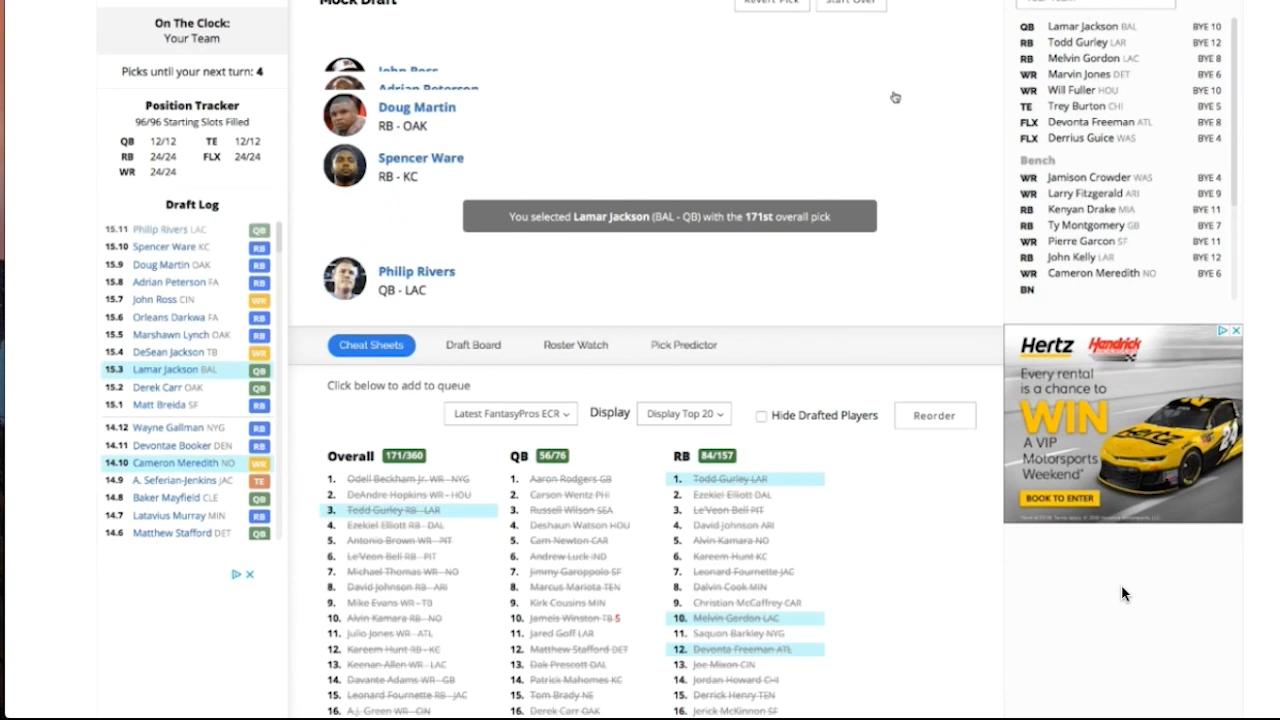 On The Clock:
Your Team
Picks until your next turn: 4
Position Tracker
96/96 Starting Slots Filled
QB 12/12 TE 12/12
RB 24/24 FLX 24/24
WR 24/24
Draft Log
15.11 Philip Rivers LAC QB
15.10 Spencer Ware KC RB
15.9 Doug Martin OAK RB
15.8 Adrian Peterson FA RB
15.7 John Ross CIN WR
15.6 Orleans Darkwa FA RB
15.5 Marshawn Lynch OAK RB
15.4 DeSean Jackson TB WR
15.3 Lamar Jackson BAL QB
15.2 Derek Carr OAK QB
15.1 Matt Breida SF RB
14.12 Wayne Gallman NYG RB
14.11 Devontae Booker DEN RB
14.10 Cameron Meredith NO WR
14.9 A. Seferian-Jenkins JAC TE
14.8 Baker Mayfield CLE QB
14.7 Latavius Murray MIN RB
14.6 Matthew Stafford DET QB
Mock Draft
Revert Pick Start Over
John Ross
Adrian Peterson
Doug Martin
RB - OAK
Spencer Ware
RB - KC
You selected Lamar Jackson (BAL - QB) with the 171st overall pick
Philip Rivers
QB - LAC
Cheat Sheets Draft Board Roster Watch Pick Predictor
Click below to add to queue
Latest FantasyPros ECR Display Display Top 20 Hide Drafted Players Reorder
Overall 171/360
1. Odell Beckham Jr. WR - NYG
2. DeAndre Hopkins WR - HOU
3. Todd Gurley RB - LAR
4. Ezekiel Elliott RB - DAL
5. Antonio Brown WR - PIT
6. Le'Veon Bell RB - PIT
7. Michael Thomas WR - NO
8. David Johnson RB - ARI
9. Mike Evans WR - TB
10. Alvin Kamara RB - NO
11. Julio Jones WR - ATL
12. Kareem Hunt RB - KC
13. Keenan Allen WR - LAC
14. Davante Adams WR - GB
15. Leonard Fournette RB - JAC
16. A.J. Green WR - CIN
QB 56/76
1. Aaron Rodgers GB
2. Carson Wentz PHI
3. Russell Wilson SEA
4. Deshaun Watson HOU
5. Cam Newton CAR
6. Andrew Luck IND
7. Jimmy Garoppolo SF
8. Marcus Mariota TEN
9. Kirk Cousins MIN
10. Jameis Winston TB 5
11. Jared Goff LAR
12. Matthew Stafford DET
13. Dak Prescott DAL
14. Patrick Mahomes KC
15. Tom Brady NE
16. Derek Carr OAK
RB 84/157
1. Todd Gurley LAR
2. Ezekiel Elliott DAL
3. Le'Veon Bell PIT
4. David Johnson ARI
5. Alvin Kamara NO
6. Kareem Hunt KC
7. Leonard Fournette JAC
8. Dalvin Cook MIN
9. Christian McCaffrey CAR
10. Melvin Gordon LAC
11. Saquon Barkley NYG
12. Devonta Freeman ATL
13. Joe Mixon CIN
14. Jordan Howard CHI
15. Derrick Henry TEN
16. Jerick McKinnon SF
QB Lamar Jackson BAL BYE 10
RB Todd Gurley LAR BYE 12
RB Melvin Gordon LAC BYE 8
WR Marvin Jones DET BYE 6
WR Will Fuller HOU BYE 10
TE Trey Burton CHI BYE 5
FLX Devonta Freeman ATL BYE 8
FLX Derrius Guice WAS BYE 4
Bench
WR Jamison Crowder WAS BYE 4
WR Larry Fitzgerald ARI BYE 9
RB Kenyan Drake MIA BYE 11
RB Ty Montgomery GB BYE 7
WR Pierre Garcon SF BYE 11
RB John Kelly LAR BYE 12
WR Cameron Meredith NO BYE 6
BN
Hertz Hendrick
Every rental
is a chance to
WIN
A VIP
Motorsports
Weekend*
BOOK TO ENTER
24